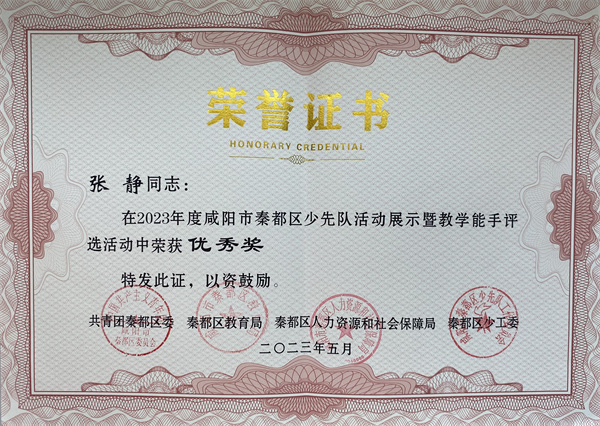 荣誉证书
HONORARY CREDENTIAL
张 静同志：
在2023年度咸阳市秦都区少先队活动展示暨教学能手评
选活动中荣获 优秀奖
特发此证，以资鼓励。
共青团秦都区委 秦都区教育局 秦都区人力资源和社会保障局 秦都区少工委
二〇二三年五月